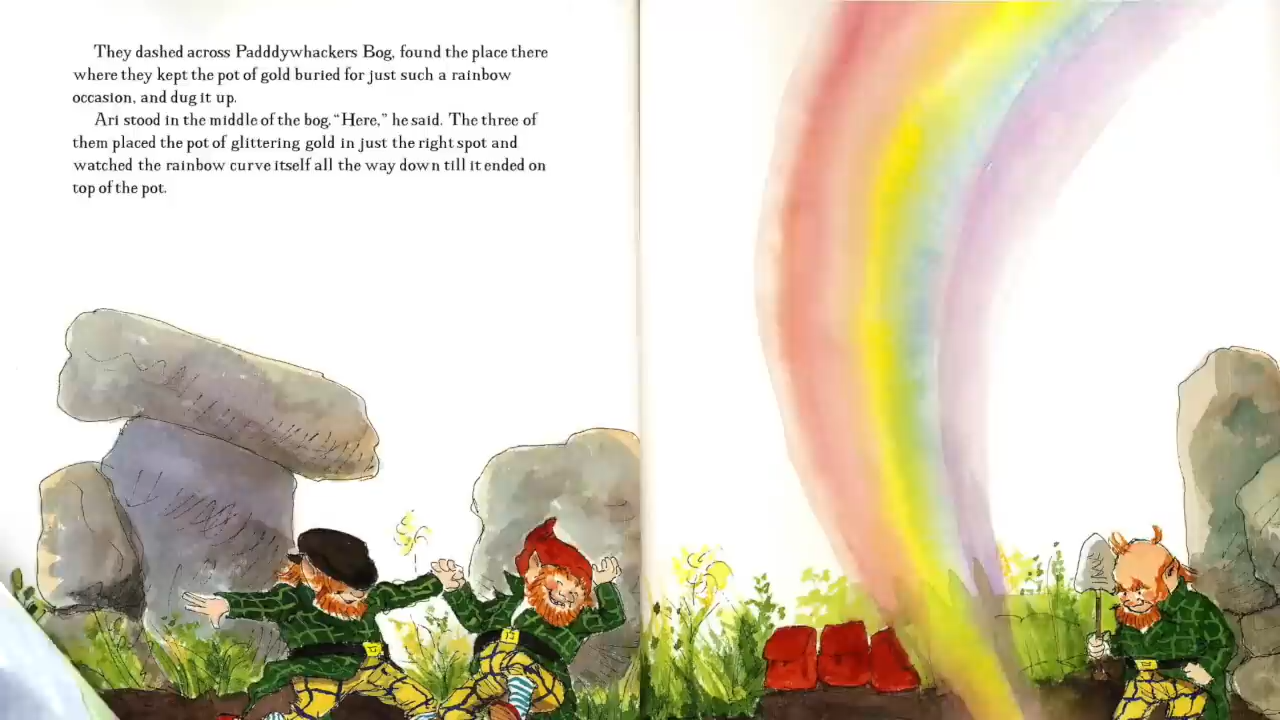 They dashed across Padddywhackers Bog, found the place there
where they kept the pot of gold buried for just such a rainbow
occasion, and dug it up.
Ari stood in the middle of the bog. “Here,” he said. The three of
them placed the pot of glittering gold in just the right spot and
watched the rainbow curve itself all the way down till it ended on
top of the pot.